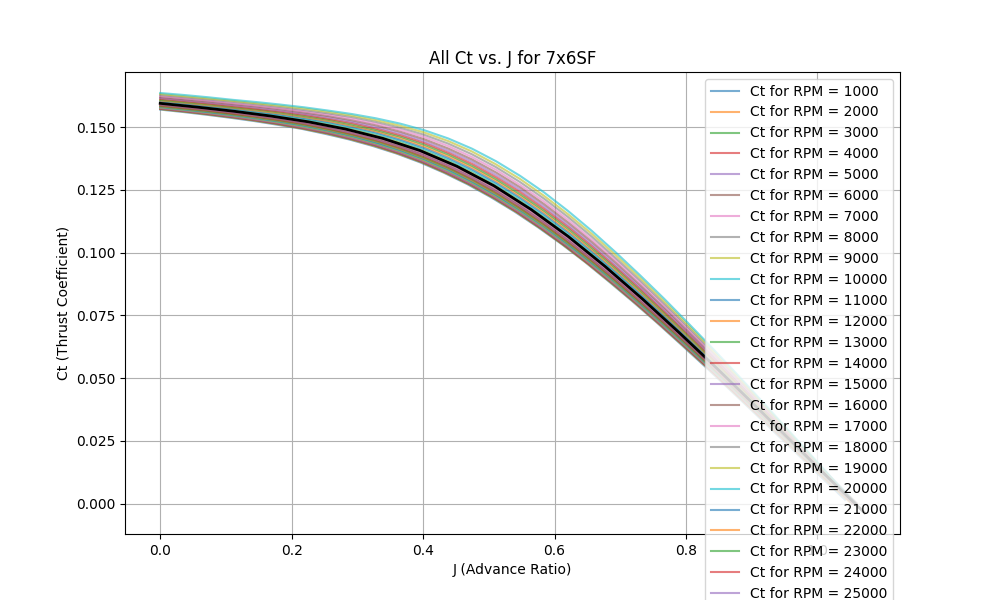 All Ct vs. J for 7x6SF
Ct (Thrust Coefficient)
0.150
0.125
0.100
0.075
0.050
0.025
0.000
0.0
0.2
0.4
0.6
0.8
J (Advance Ratio)
Ct for RPM = 1000
Ct for RPM = 2000
Ct for RPM = 3000
Ct for RPM = 4000
Ct for RPM = 5000
Ct for RPM = 6000
Ct for RPM = 7000
Ct for RPM = 8000
Ct for RPM = 9000
Ct for RPM = 10000
Ct for RPM = 11000
Ct for RPM = 12000
Ct for RPM = 13000
Ct for RPM = 14000
Ct for RPM = 15000
Ct for RPM = 16000
Ct for RPM = 17000
Ct for RPM = 18000
Ct for RPM = 19000
Ct for RPM = 20000
Ct for RPM = 21000
Ct for RPM = 22000
Ct for RPM = 23000
Ct for RPM = 24000
Ct for RPM = 25000